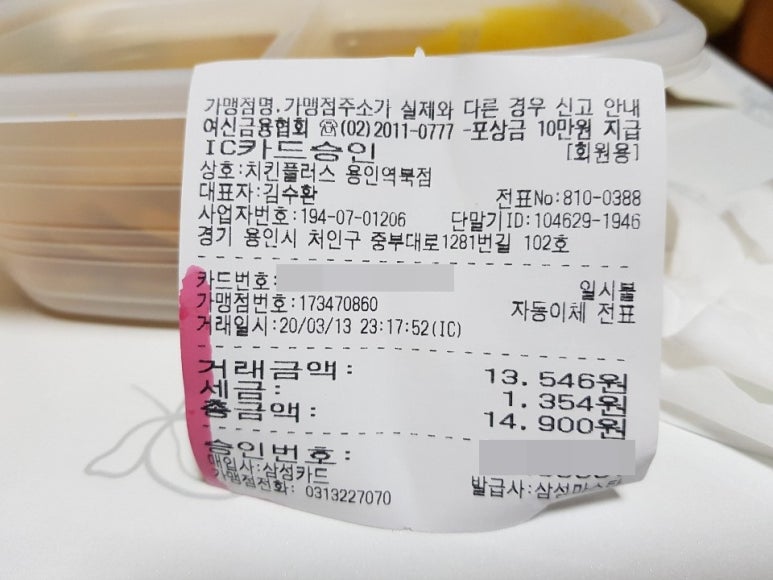 가맹점명.가맹점주소가 실제와 다른 경우 신고 안내
여신금융협회 ☎(02)2011-0777 -포상금 10만원 지급
IC카드승인 [회원용]
상호:치킨플러스 용인역북점
대표자:김수환 전표No:810-0388
사업자번호:194-07-01206 단말기ID:104629-1946
경기 용인시 처인구 중부대로1281번길 102호
카드번호: 일시불
가맹점번호:173470860 자동이체 전표
거래일시:20/03/13 23:17:52(IC)
거래금액: 13.546원
세금: 1.354원
총금액: 14.900원
승인번호:
매입사:삼성카드 발급사:삼성마스타
가맹점전화: 0313227070